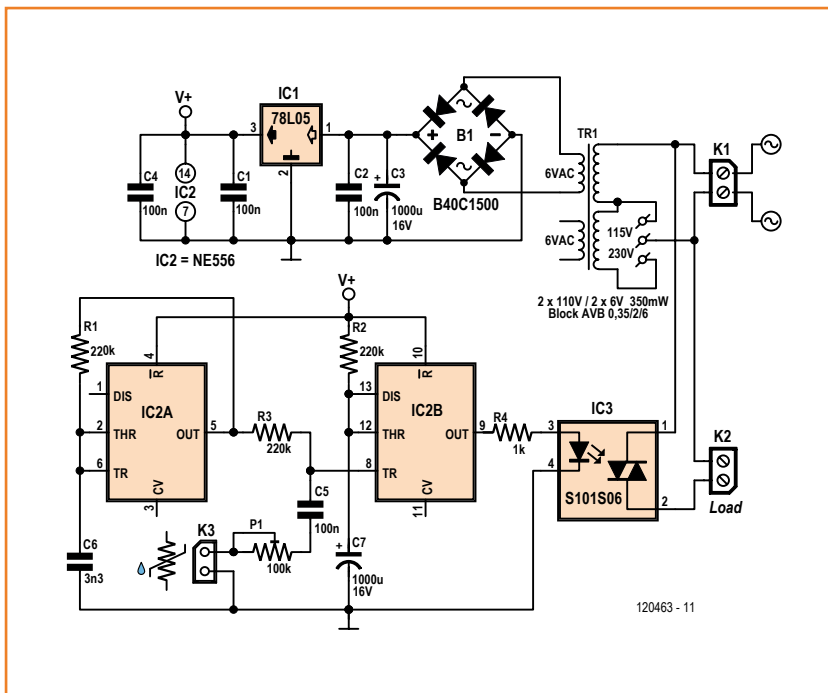 V+
IC1
78L05
3
1
2
C4
100n
14
IC2
7
C1
100n
C2
100n
C3
+
1000u
16V
B1
+
–
B40C1500
TR1
6VAC
6VAC
115V
230V
K1
IC2 = NE556
2 x 110V / 2 x 6V 350mW
Block AVB 0,35/2/6
V+
R1
220k
4
R
1
DIS
IC2A
2
THR
OUT
5
6
TR
CV
3
R3
220k
R2
220k
10
R
13
DIS
IC2B
12
THR
OUT
9
8
TR
CV
11
R4
1k
IC3
3
1
4
S101S06
2
K2
Load
C5
100n
C6
3n3
K3
P1
100k
C7
+
1000u
16V
120463 - 11